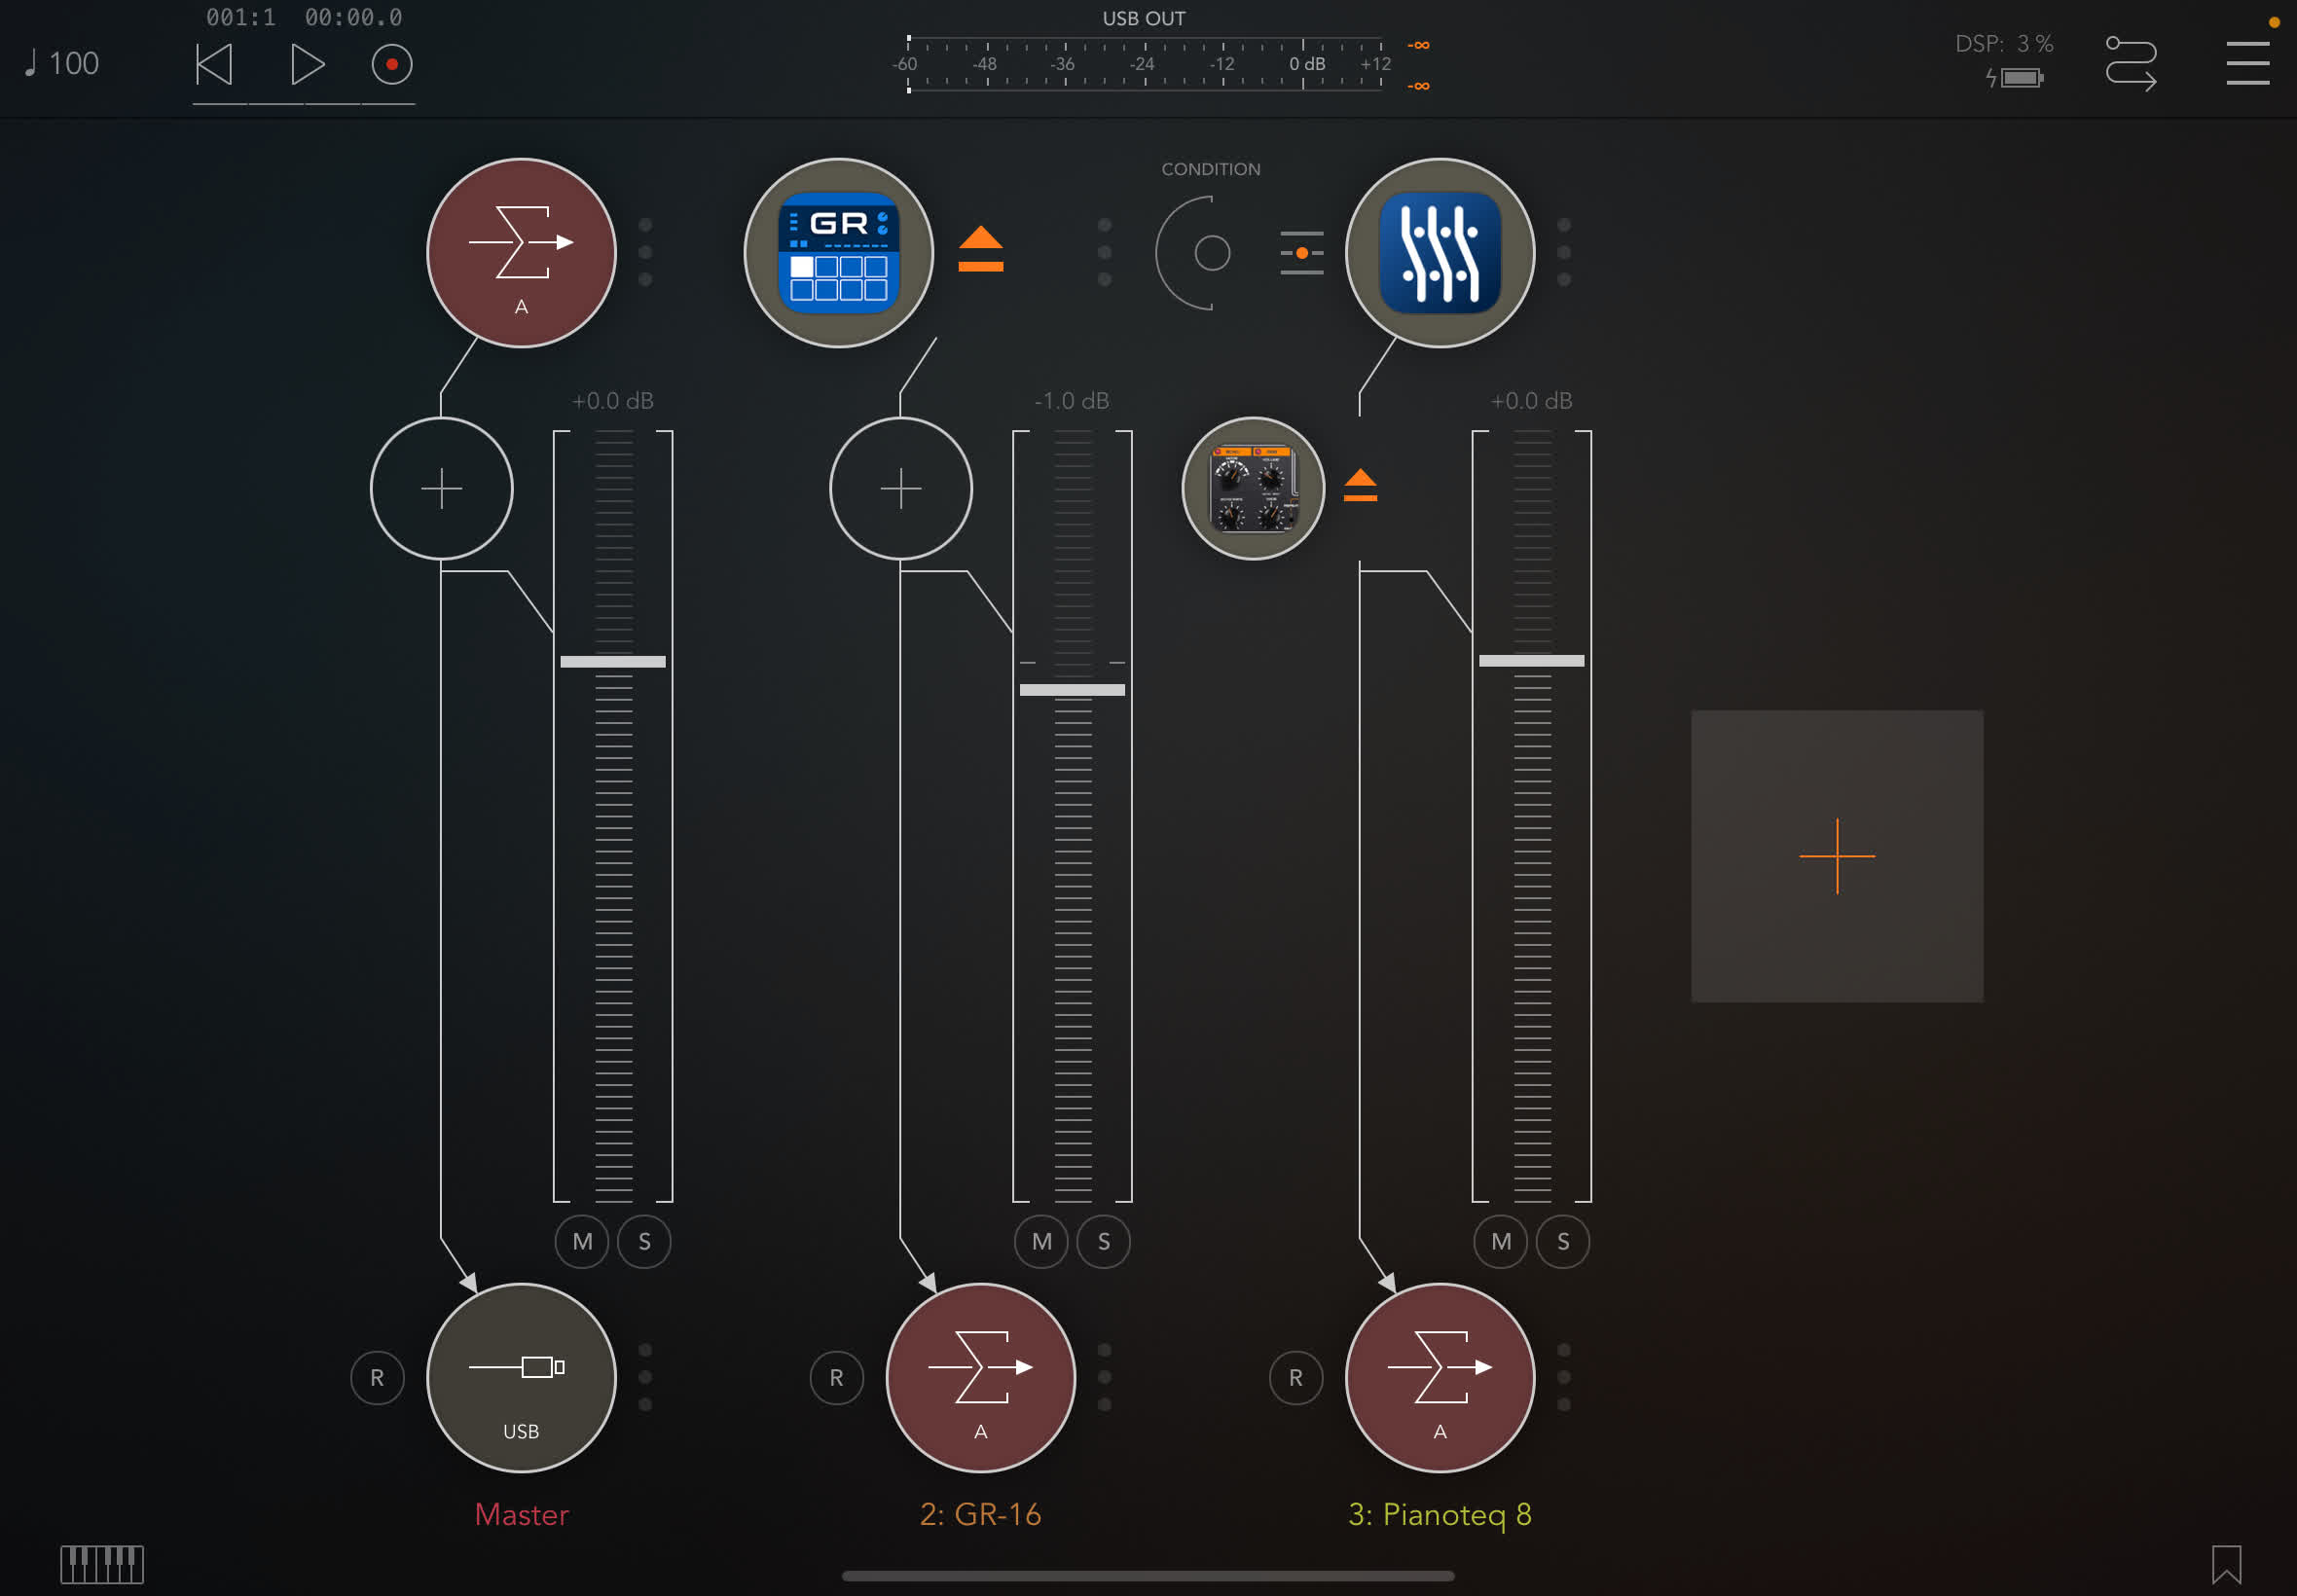 001:1 00:00.0
100
USB OUT
-60 -48 -36 -24 -12 0 dB +12
-∞
-∞
DSP: 3 %
CONDITION
A
GR
+0.0 dB
-1.0 dB
+0.0 dB
M S
M S
M S
R
USB
R
A
R
A
Master
2: GR-16
3: Pianoteq 8